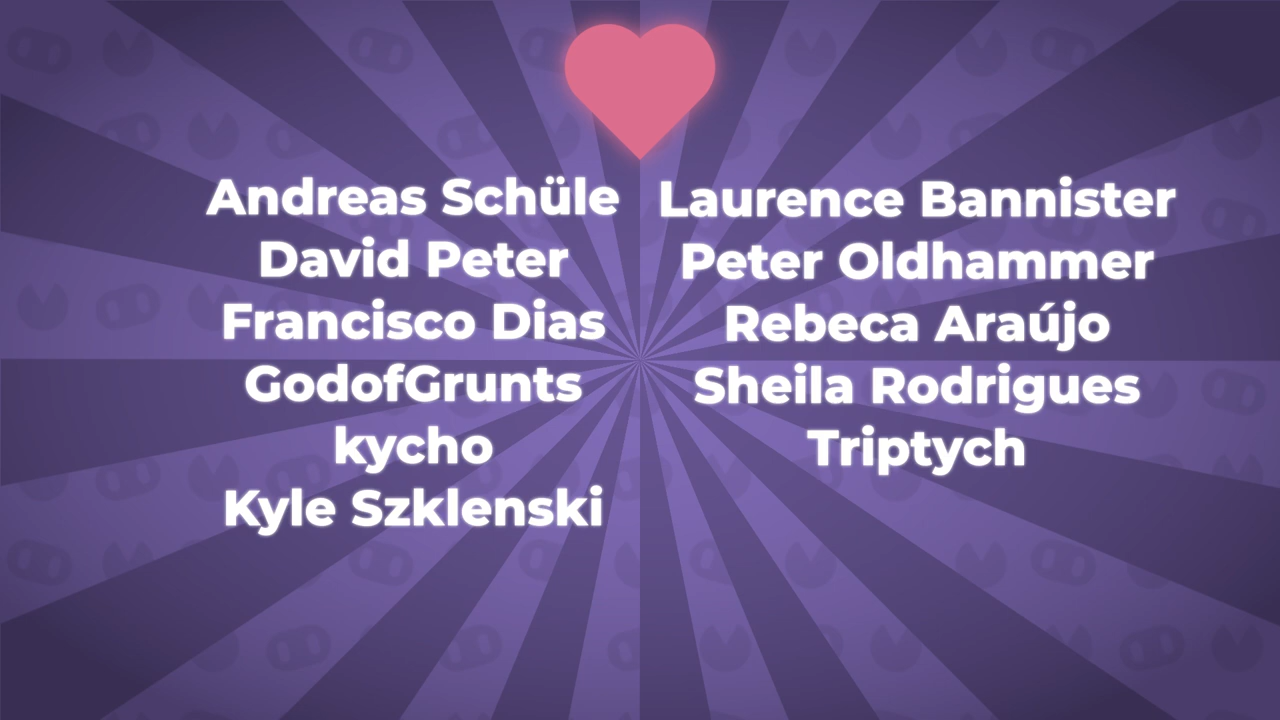 Andreas Schüle
David Peter
Francisco Dias
GodofGrunts
kycho
Kyle Szklenski
Laurence Bannister
Peter Oldhammer
Rebeca Araújo
Sheila Rodrigues
Triptych